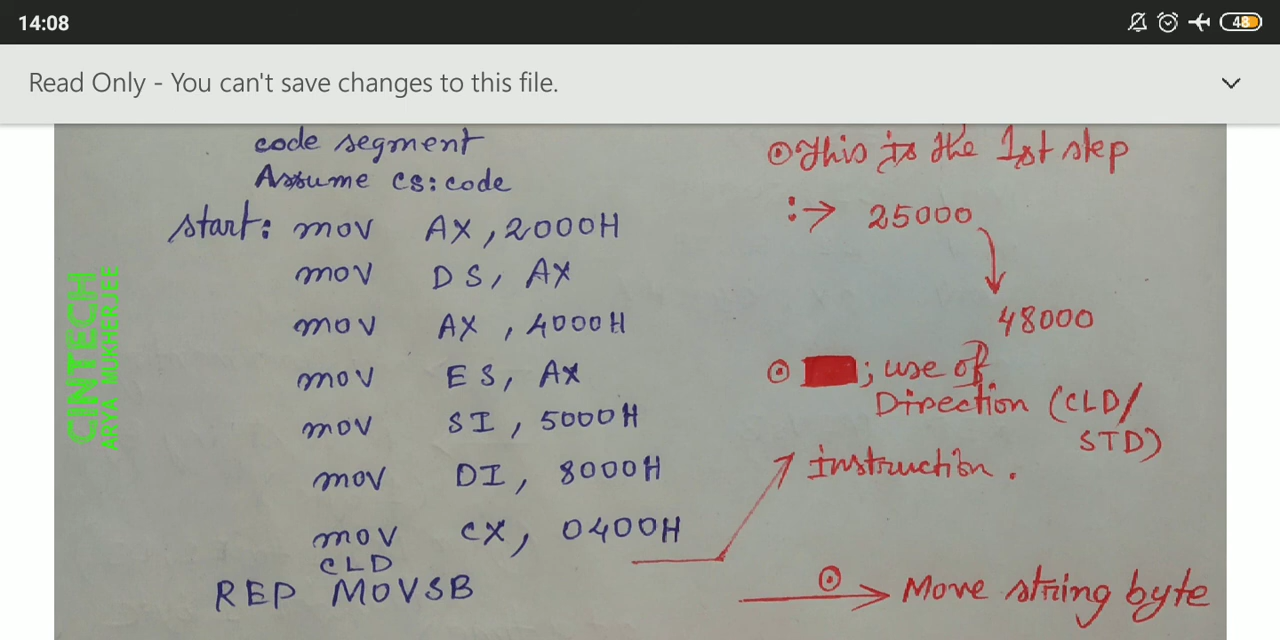 14:08
48
Read Only - You can't save changes to this file.
code segment
Assume CS: code
start: mov AX, 2000H
mov DS, AX
mov AX, 4000H
mov ES, AX
mov SI, 5000H
mov DI, 8000H
mov CX, 0400H
CLD
REP MOVSB
This is the 1st step
:→ 25000
48000
; use of
Direction (CLD/
STD)
instruction.
Move string byte
CINTECH
ARVA MUKHERJEE